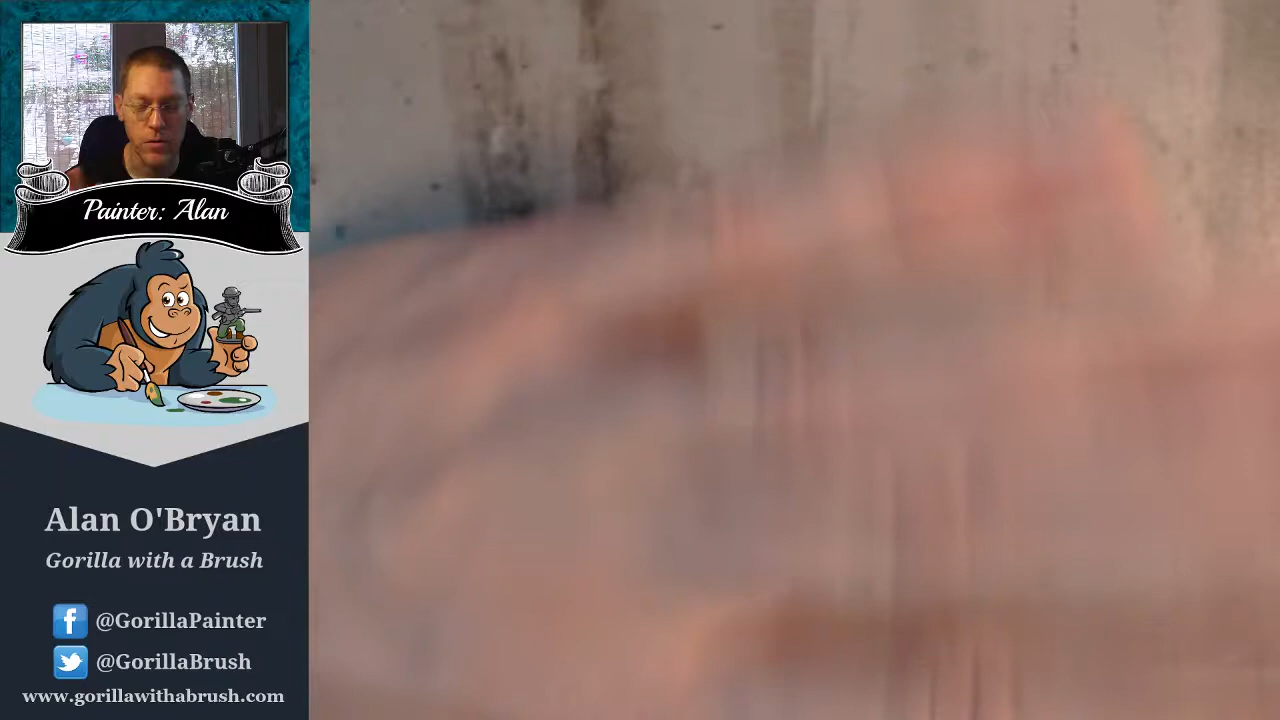 Painter: Alan
Alan O'Bryan
Gorilla with a Brush
@GorillaPainter
@GorillaBrush
www.gorillawithabrush.com